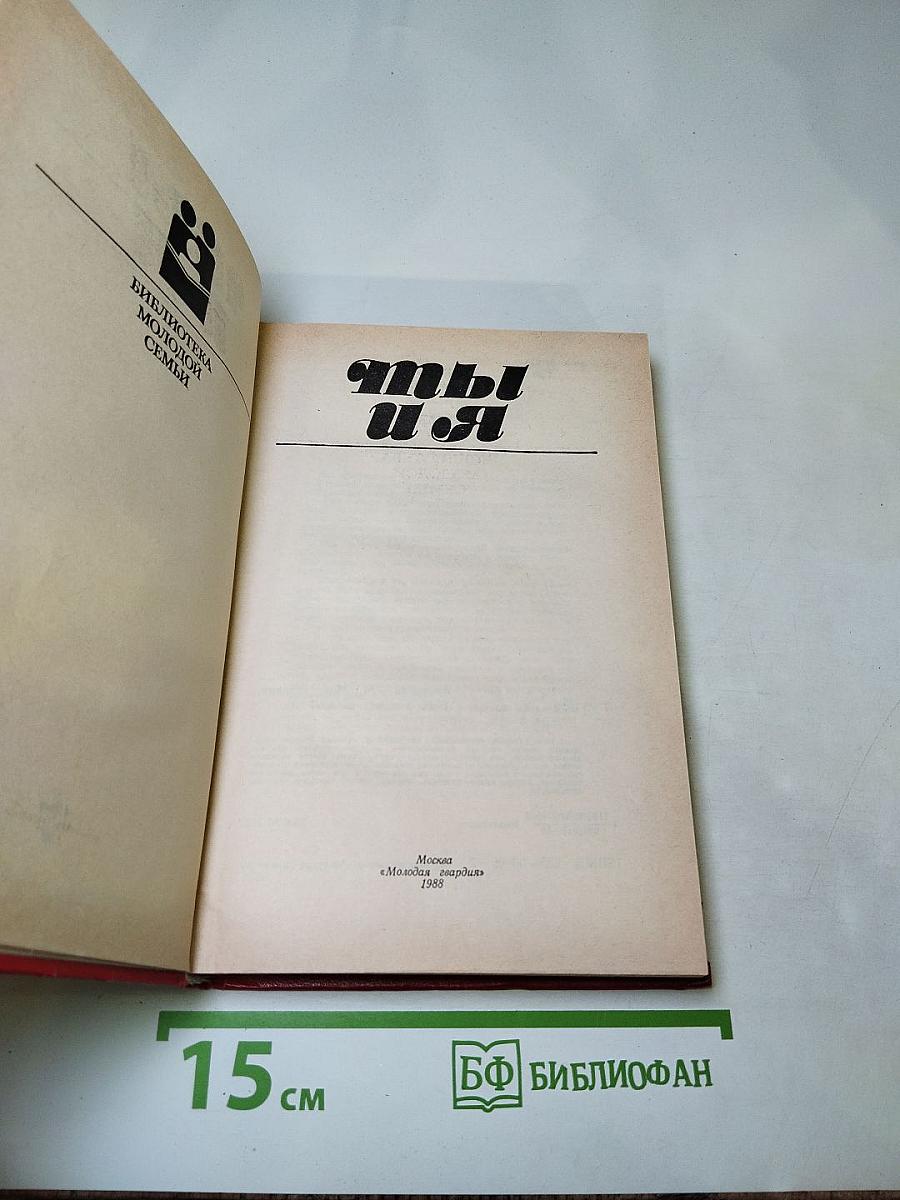 БИБЛИОТЕКА
МОЛОДОЙ
СЕМЬИ
ТЫ
И Я
Москва
«Молодая гвардия»
1988
15 см
БФ БИБЛИОФАН